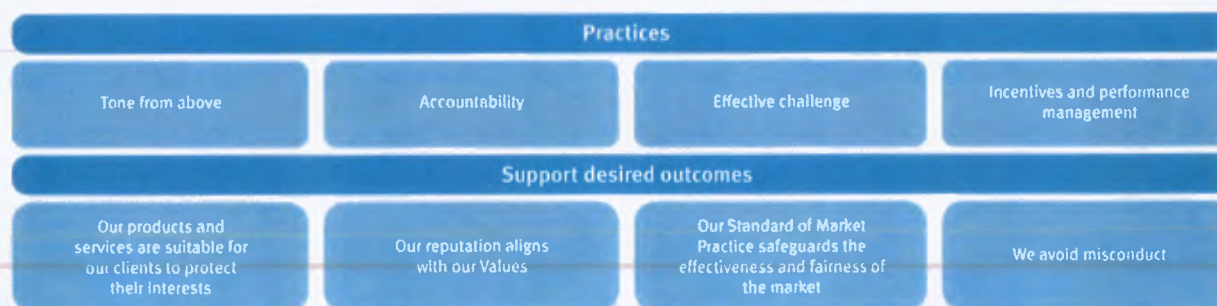 Practices
Tone from above
Accountability
Effective challenge
Incentives and performance
management
Support desired outcomes
Our products and
services are suitable for
our clients to protect
their interests
Our reputation aligns
with our Values
Our Standard of Market
Practice safeguards the
effectiveness and fairness of
the market
We avoid misconduct